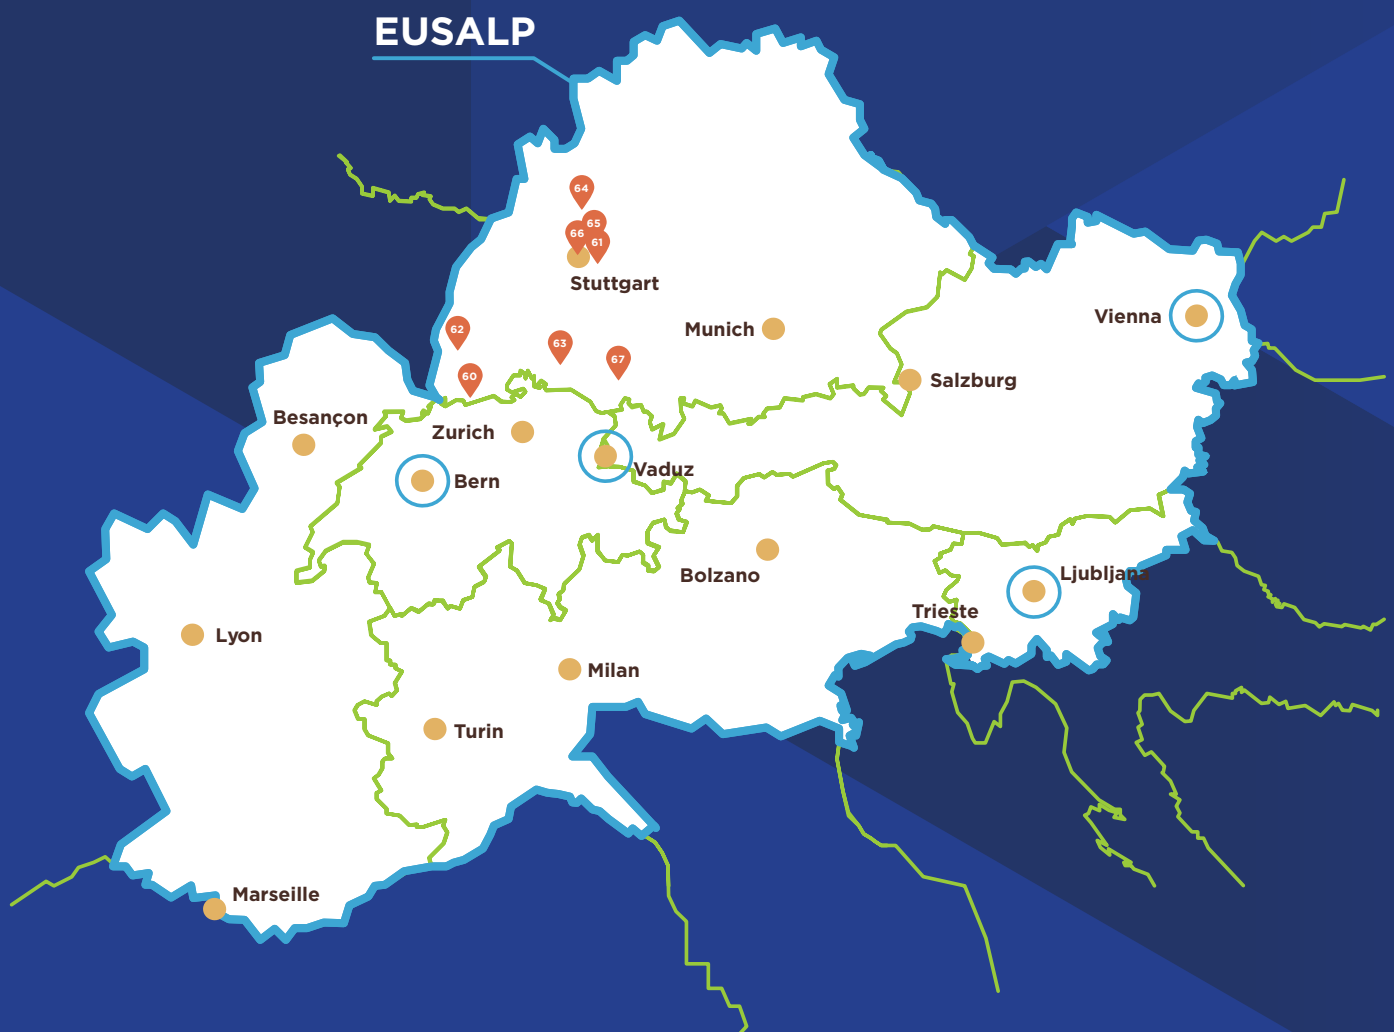 EUSALP
64
65
66
61
Stuttgart
62
63
67
60
Munich
Vienna
Salzburg
Besançon
Zurich
Bern
Vaduz
Bolzano
Ljubljana
Trieste
Lyon
Milan
Turin
Marseille